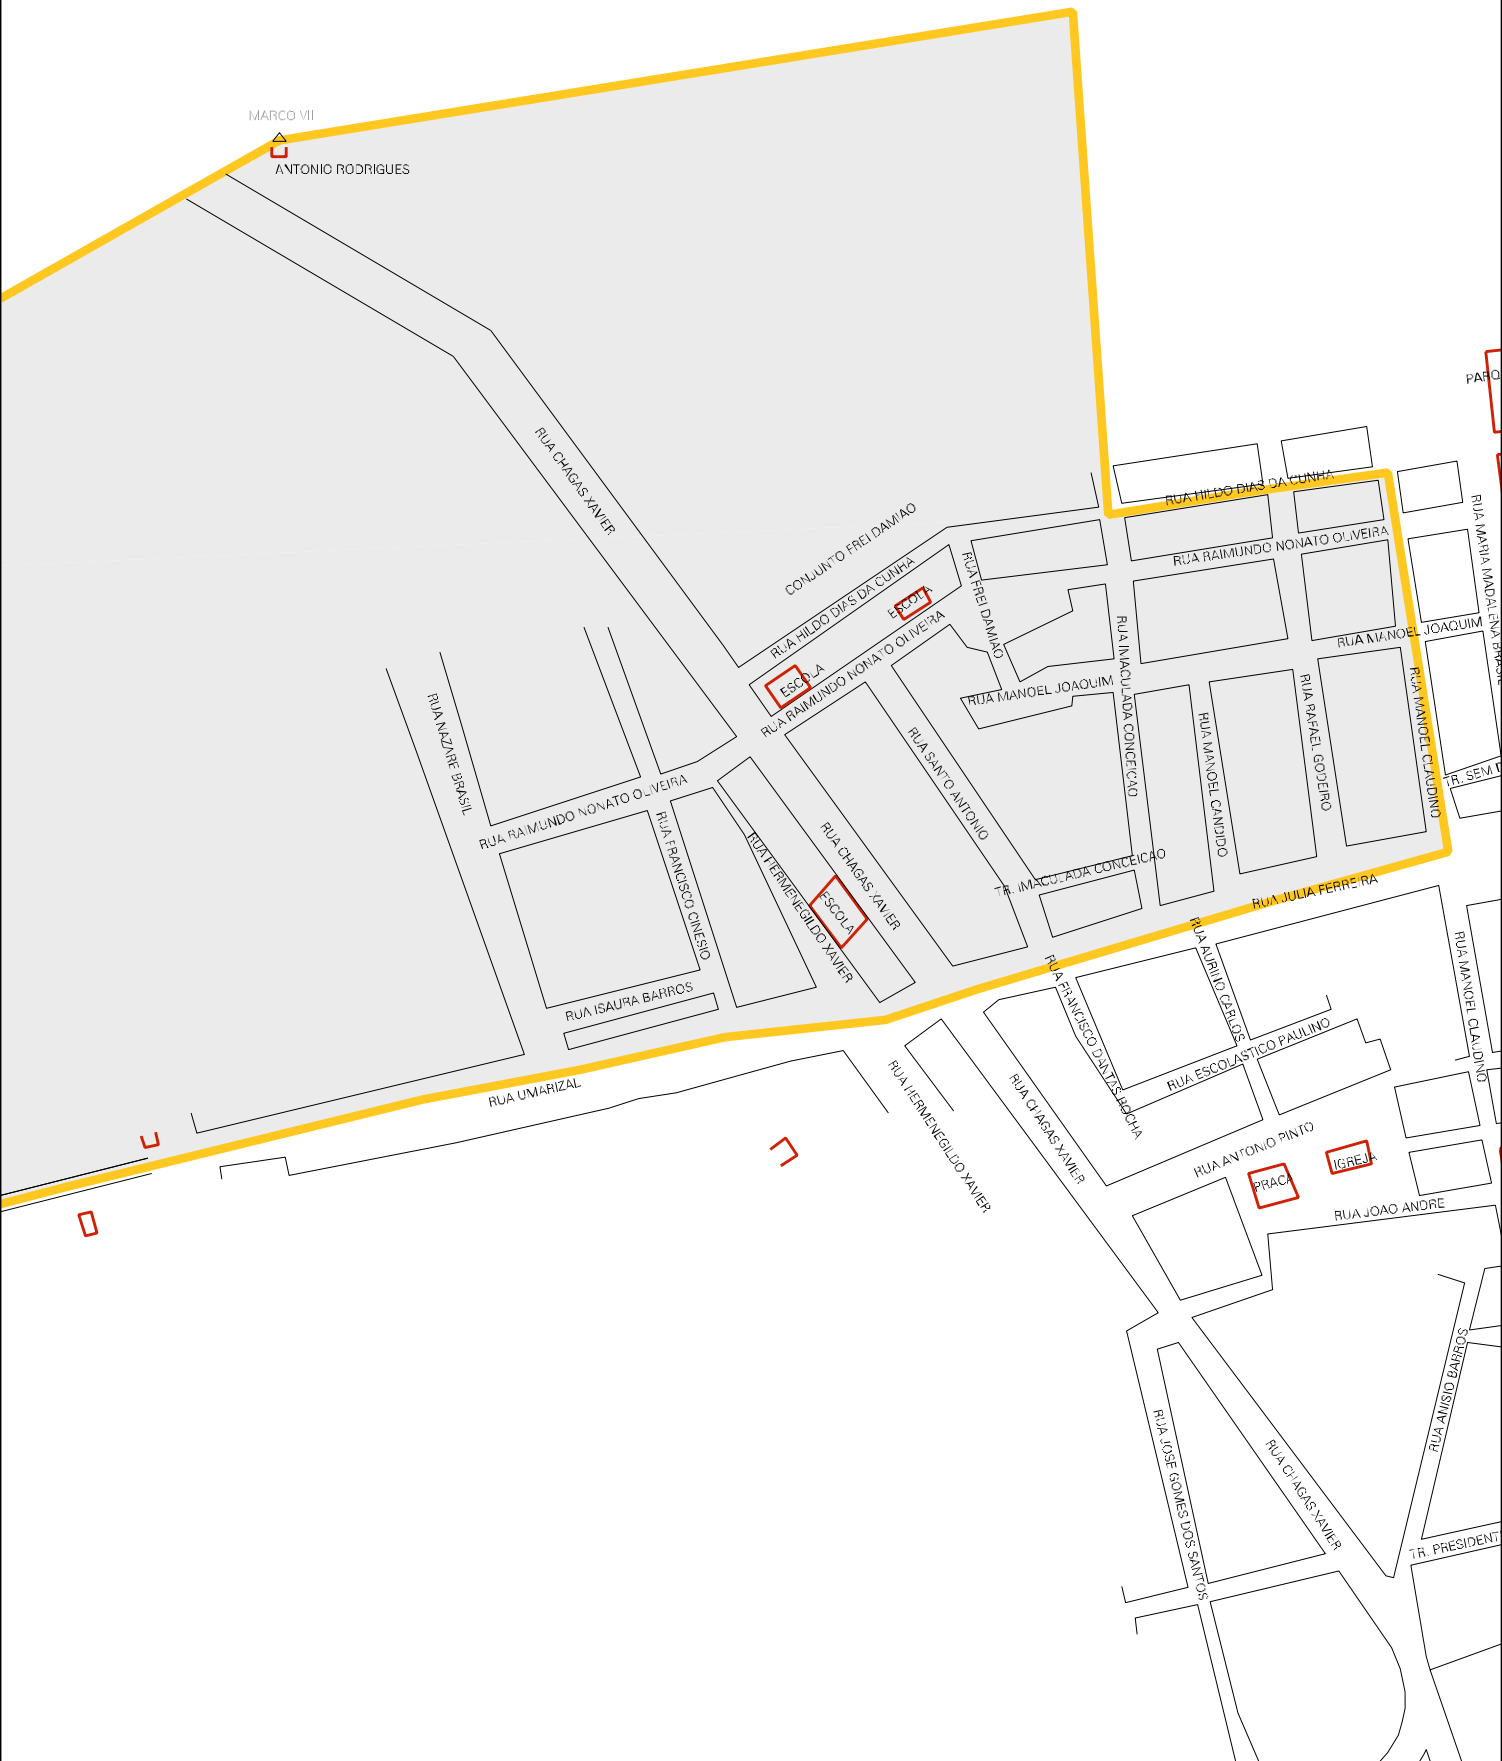 MARCO VII
ANTONIO RODRIGUES
RUA CHAGAS XAVIER
CONJUNTO FREI DAMIAO
RUA HILDO DIAS DA CUNHA
RUA HILDO DIAS DA CUNHA
RUA RAIMUNDO NONATO OLIVEIRA
ESCOLA
ESCOLA
RUA FREI DAMIAO
RUA RAIMUNDO NONATO OLIVEIRA
RUA MANOEL JOAQUIM
RUA MANOEL JOAQUIM
RUA IMACULADA CONCEICAO
RUA MARIA MADALENA BRASIL
RUA NAZARE BRASIL
RUA RAIMUNDO NONATO OLIVEIRA
RUA SANTO ANTONIO
RUA MANOEL CANDIDO
RUA RAFAEL GODEIRO
RUA MANOEL CLAUDINO
TR. SEM
RUA FRANCISCO CINESIO
RUA HERMENEGILDO XAVIER
RUA CHAGAS XAVIER
ESCOLA
TR. IMACULADA CONCEICAO
RUA JULIA FERREIRA
RUA ISAURA BARROS
RUA UMARIZAL
RUA AURINO CARLOS
RUA FRANCISCO DANTAS ROCHA
RUA ESCOLASTICO PAULINO
RUA MANOEL CLAUDINO
RUA HERMENEGILDO XAVIER
RUA CHAGAS XAVIER
RUA ANTONIO PINTO
PRACA
IGREJA
RUA JOAO ANDRE
RUA ANISIO BARROS
RUA JOSE GOMES DOS SANTOS
RUA CHAGAS XAVIER
TR. PRESIDENT